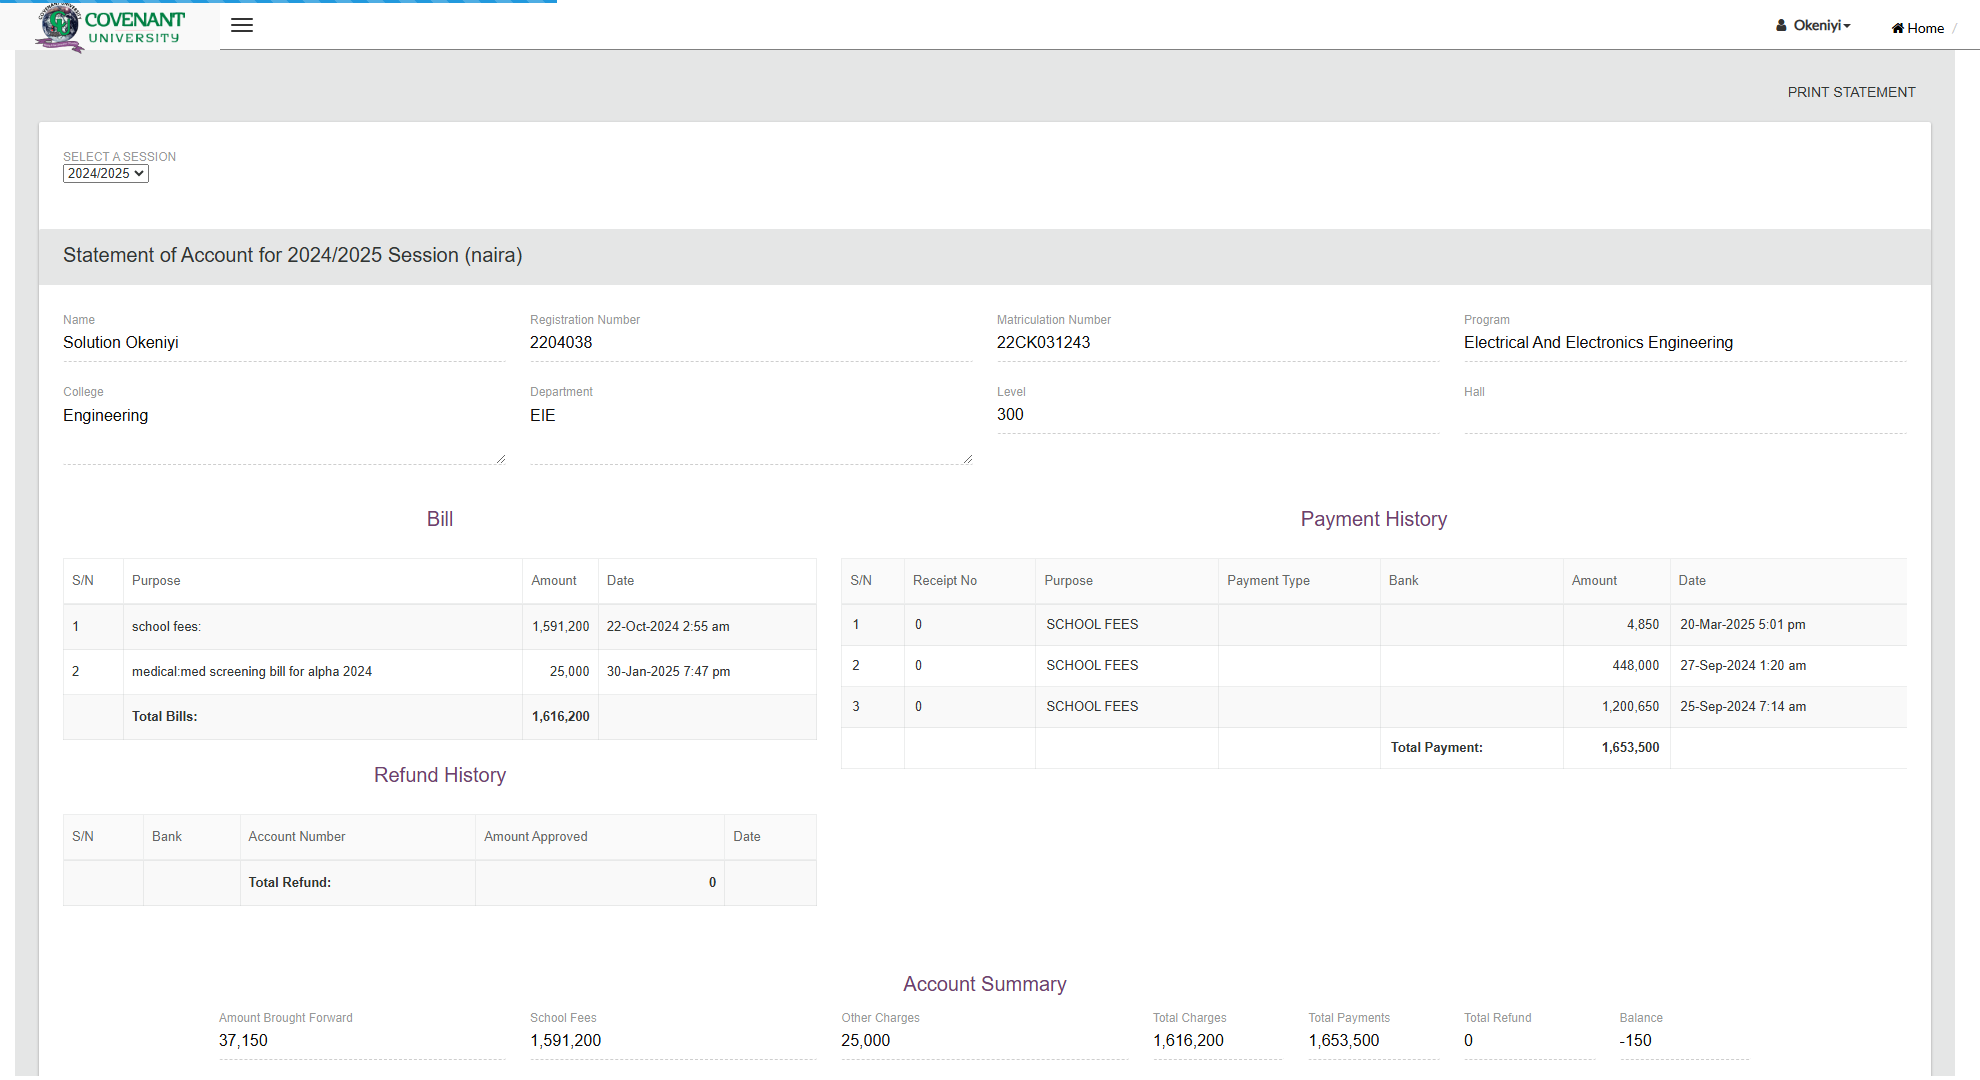 COVENANT
UNIVERSITY
Okeniyi
Home /
PRINT STATEMENT
SELECT A SESSION
2024/2025
Statement of Account for 2024/2025 Session (naira)
Name
Solution Okeniyi
Registration Number
2204038
Matriculation Number
22CK031243
Program
Electrical And Electronics Engineering
College
Engineering
Department
EIE
Level
300
Hall
Bill
S/N Purpose Amount Date
1 school fees: 1,591,200 22-Oct-2024 2:55 am
2 medical:med screening bill for alpha 2024 25,000 30-Jan-2025 7:47 pm
Total Bills: 1,616,200
Payment History
S/N Receipt No Purpose Payment Type Bank Amount Date
1 0 SCHOOL FEES 4,850 20-Mar-2025 5:01 pm
2 0 SCHOOL FEES 448,000 27-Sep-2024 1:20 am
3 0 SCHOOL FEES 1,200,650 25-Sep-2024 7:14 am
Total Payment: 1,653,500
Refund History
S/N Bank Account Number Amount Approved Date
Total Refund: 0
Account Summary
Amount Brought Forward
37,150
School Fees
1,591,200
Other Charges
25,000
Total Charges
1,616,200
Total Payments
1,653,500
Total Refund
0
Balance
-150